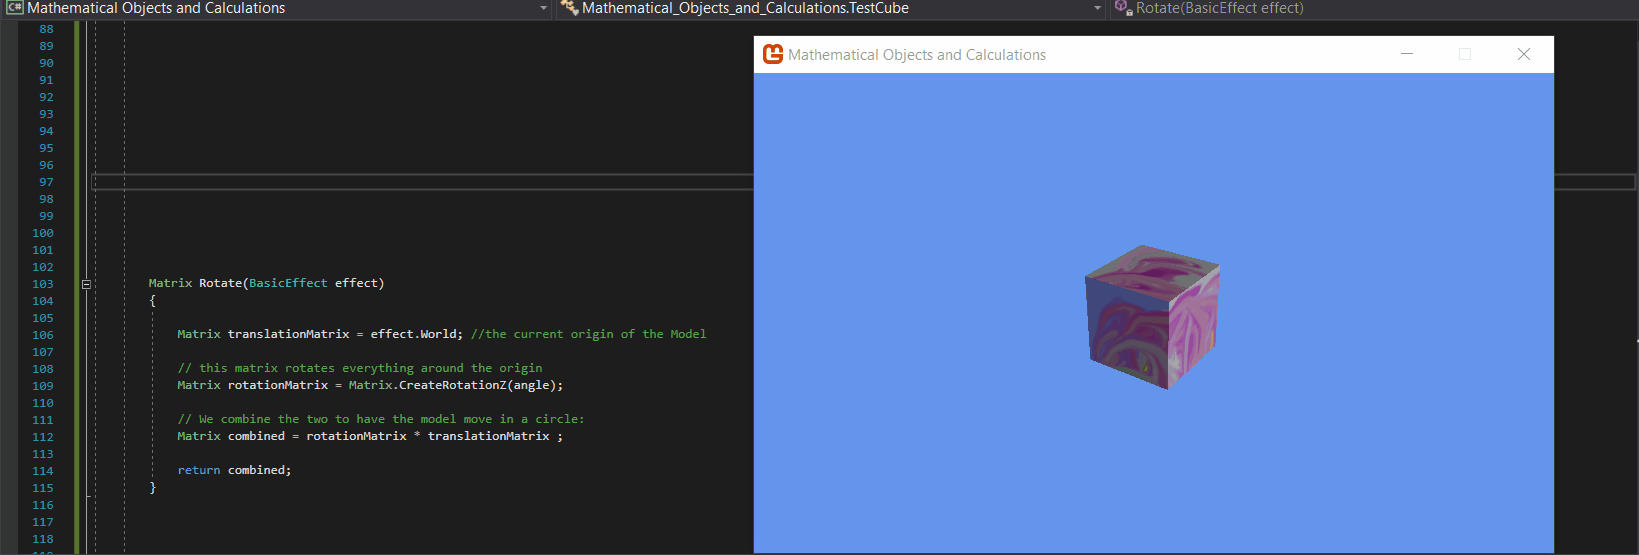 C# Mathematical Objects and Calculations
Mathematical_Objects_and_Calculations.TestCube
Rotate(BasicEffect effect)
Mathematical Objects and Calculations
88
89
90
91
92
93
94
95
96
97
98
99
100
101
102
103 Matrix Rotate(BasicEffect effect)
104 {
105
106 Matrix translationMatrix = effect.World; //the current origin of the Model
107
108 // this matrix rotates everything around the origin
109 Matrix rotationMatrix = Matrix.CreateRotationZ(angle);
110
111 // We combine the two to have the model move in a circle:
112 Matrix combined = rotationMatrix * translationMatrix ;
113
114 return combined;
115 }
116
117
118